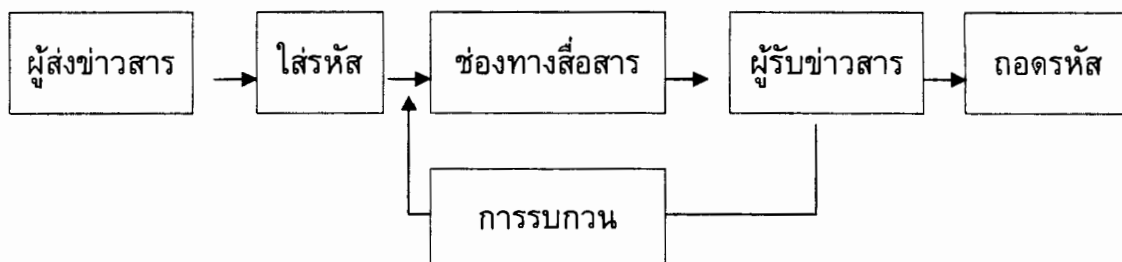 ผู้ส่งข่าวสาร
ใส่รหัส
ช่องทางสื่อสาร
ผู้รับข่าวสาร
ถอดรหัส
การรบกวน